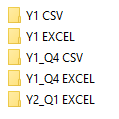 Y1 CSV
Y1 EXCEL
Y1_Q4 CSV
Y1_Q4 EXCEL
Y2_Q1 EXCEL